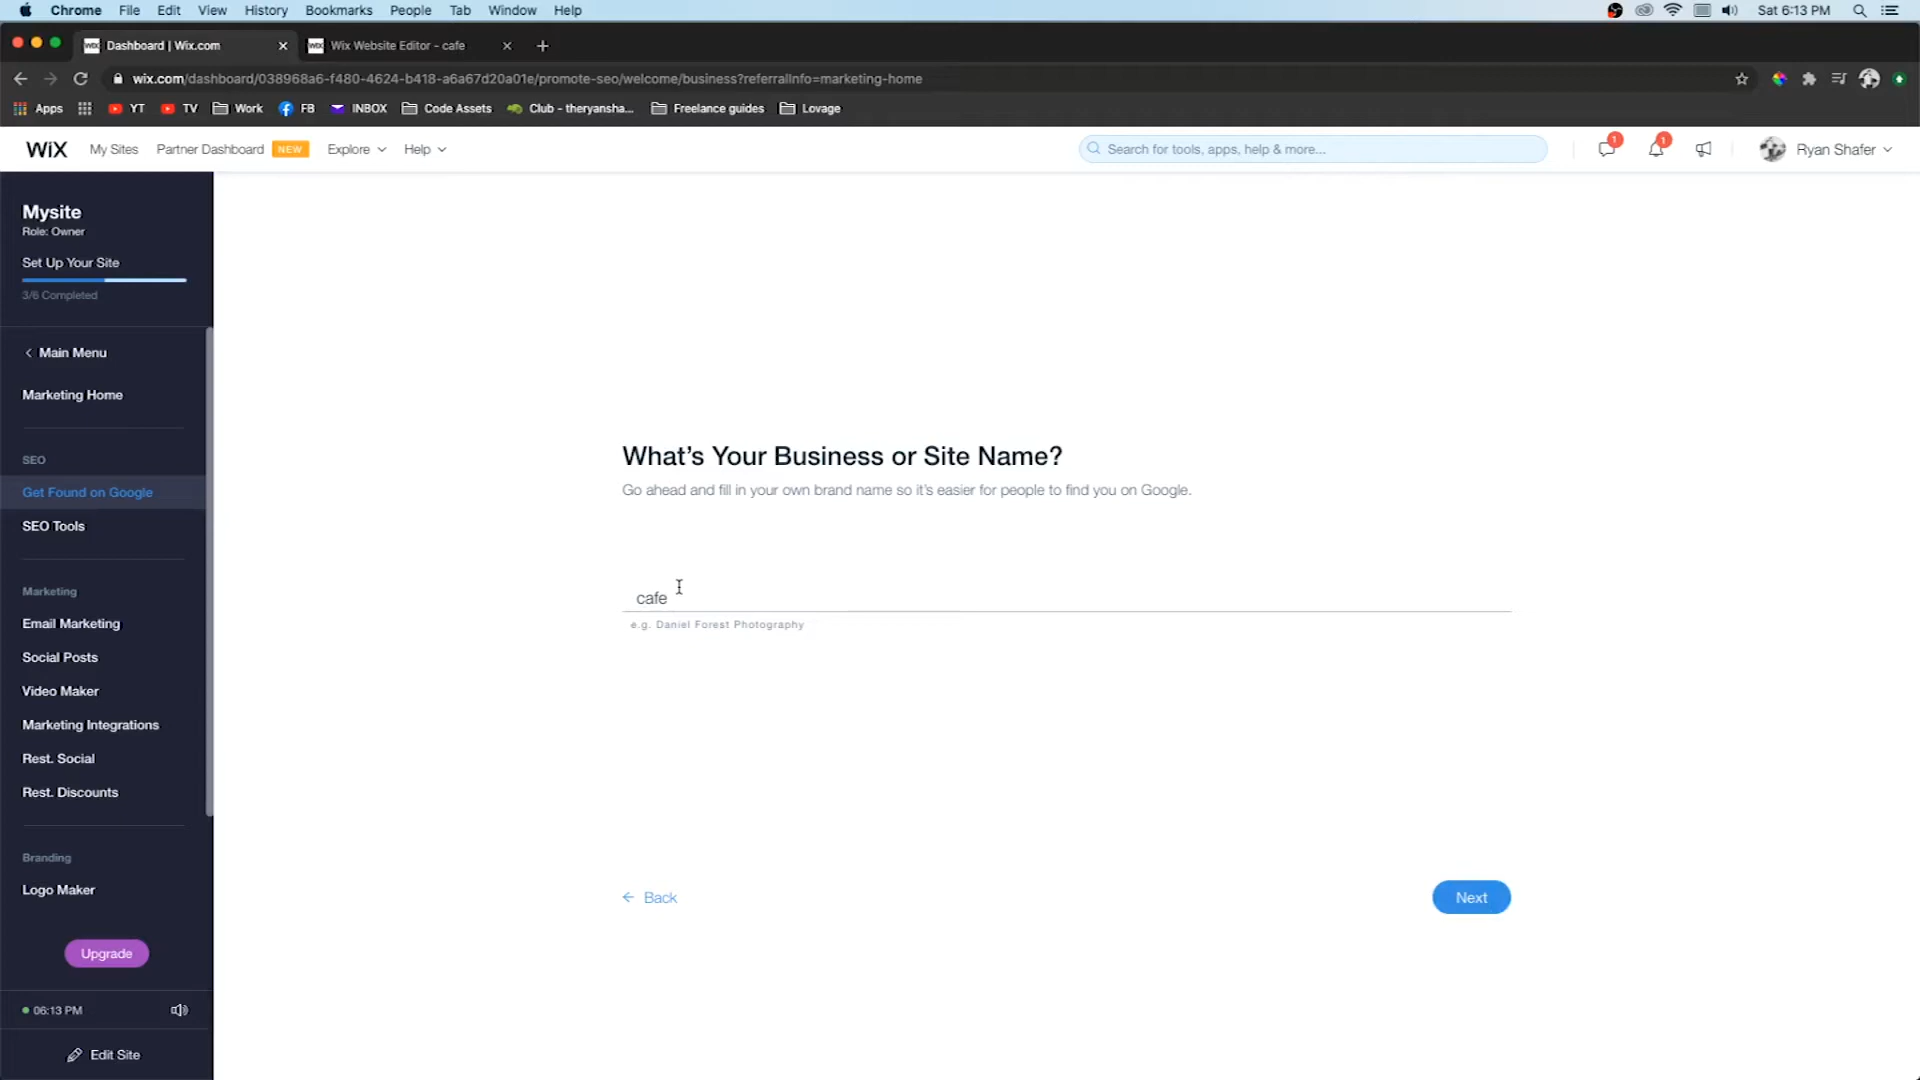 Chrome File Edit View History Bookmarks People Tab Window Help Sat 6:13 PM
Dashboard | Wix.com Wix Website Editor - cafe
wix.com/dashboard/038968a6-f480-4624-b418-a6a67d20a01e/promote-seo/welcome/business?referralInfo=marketing-home
Apps YT TV Work FB INBOX Code Assets Club - theryansha... Freelance guides Lovage
WiX My Sites Partner Dashboard NEW Explore Help Search for tools, apps, help & more... 1 1 Ryan Shafer
Mysite
Role: Owner
Set Up Your Site
3/6 Completed
Main Menu
Marketing Home
SEO
Get Found on Google
SEO Tools
Marketing
Email Marketing
Social Posts
Video Maker
Marketing Integrations
Rest. Social
Rest. Discounts
Branding
Logo Maker
Upgrade
06:13 PM
Edit Site
What's Your Business or Site Name?
Go ahead and fill in your own brand name so it's easier for people to find you on Google.
cafe
e.g. Daniel Forest Photography
Back
Next